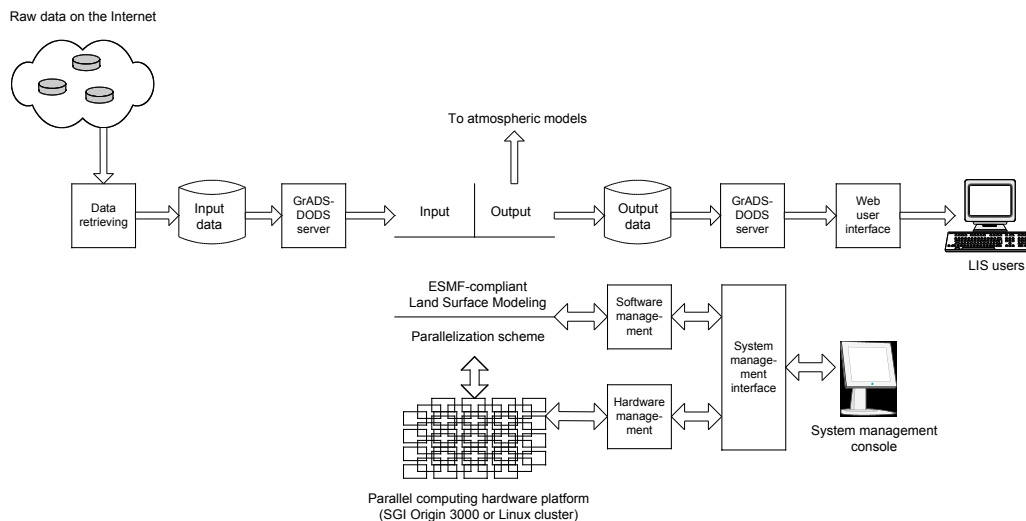 Raw data on the Internet
To atmospheric models
Data
retrieving
Input
data
GrADS-
DODS
server
Input
Output
Output
data
GrADS-
DODS
server
Web
user
interface
LIS users
ESMF-compliant
Land Surface Modeling
Parallelization scheme
Software
manage-
ment
Hardware
manage-
ment
System
manage-
ment
interface
System management
console
Parallel computing hardware platform
(SGI Origin 3000 or Linux cluster)